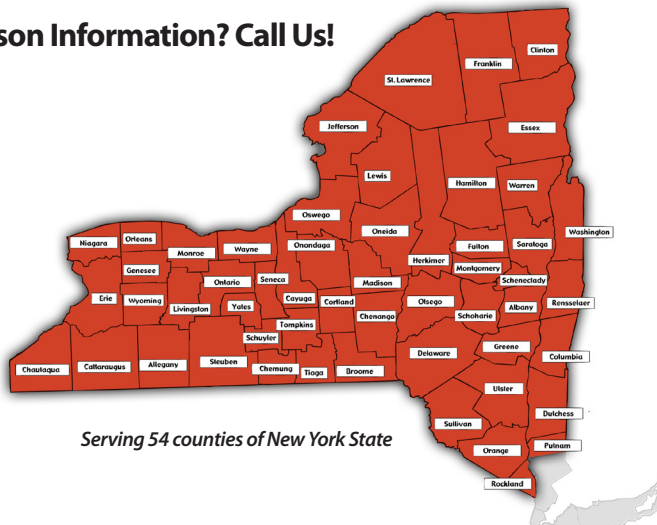 son Information? Call Us!
Clinton
Franklin
St. Lawrence
Jefferson
Essex
Lewis
Hamilton
Warren
Oswego
Washington
Oneida
Niagara
Orleans
Fulton
Saratoga
Onondaga
Wayne
Monroe
Herkimer
Genesee
Montgomery
Seneca
Schenectady
Ontario
Madison
Erie
Wyoming
Cayuga
Cortland
Otsego
Rensselaer
Yates
Albany
Livingston
Chenango
Schoharie
Tompkins
Schuyler
Greene
Delaware
Columbia
Steuben
Allegany
Cattaraugus
Chautaqua
Chemung
Tioga
Broome
Ulster
Dutchess
Sullivan
Serving 54 counties of New York State
Putnam
Orange
Rockland